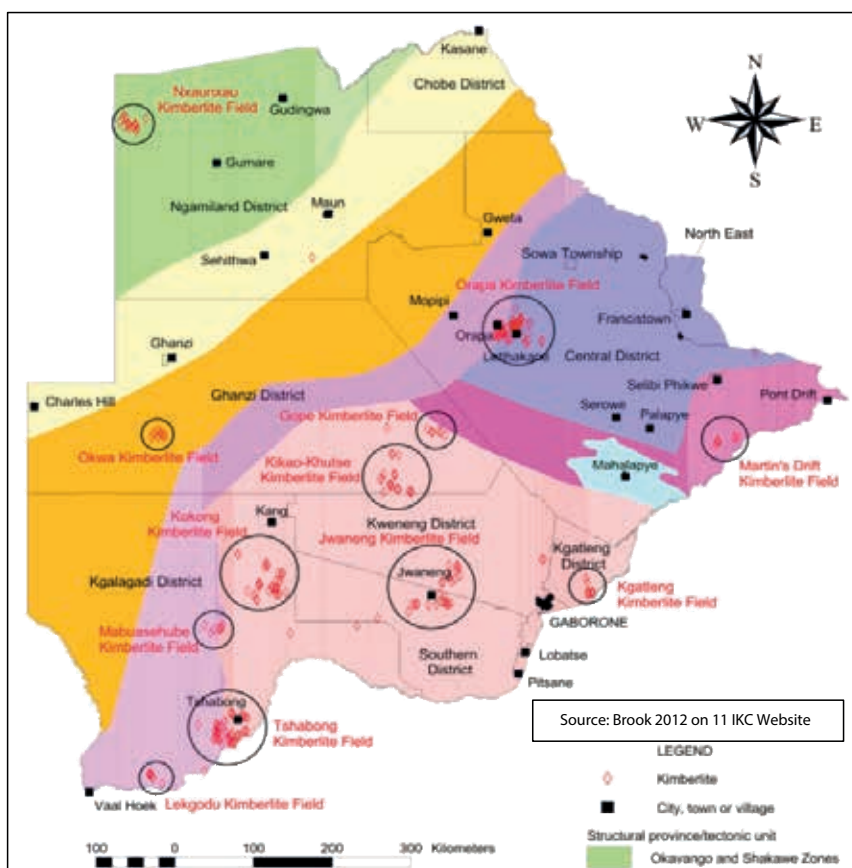 Kasane
Chobe District
Nxaunxau
Kimberlite Field
Gudingwa
Gumare
Ngamiland District
Maun
Sehithwa
Gweta
N
W
E
S
North East
Sowa Township
Orapa Kimberlite Field
Mopipi
Orapa
Letlhakane
Francistown
Central District
Ghanzi
Ghanzi District
Charles Hill
Selibi Phikwe
Pont Drift
Serowe
Palapye
Gope Kimberlite Field
Okwa Kimberlite Field
Kikao-Khutse
Kimberlite Field
Mahalapye
Martin's Drift
Kimberlite Field
Kokong
Kimberlite Field
Kang
Kweneng District
Jwaneng Kimberlite Field
Kgatleng
District
Jwaneng
Kgalagadi District
Kgatleng
Kimberlite Field
GABORONE
Mabuasehube
Kimberlite Field
Southern
District
Lobatse
Pitsane
Tshabong
Tshabong
Kimberlite Field
Source: Brook 2012 on 11 IKC Website
LEGEND
Kimberlite
City, town or village
Vaal Hoek
Lekgodu Kimberlite Field
Structural province/tectonic unit
Okavango and Shakawe Zones
100 0 100 200 300 Kilometers